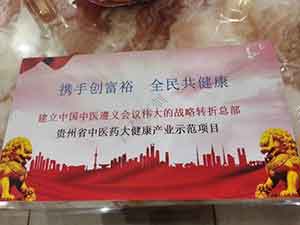 携手创富裕 全民共健康
建立中国中医遵义会议伟大的战略转折总部
贵州省中医药大健康产业示范项目